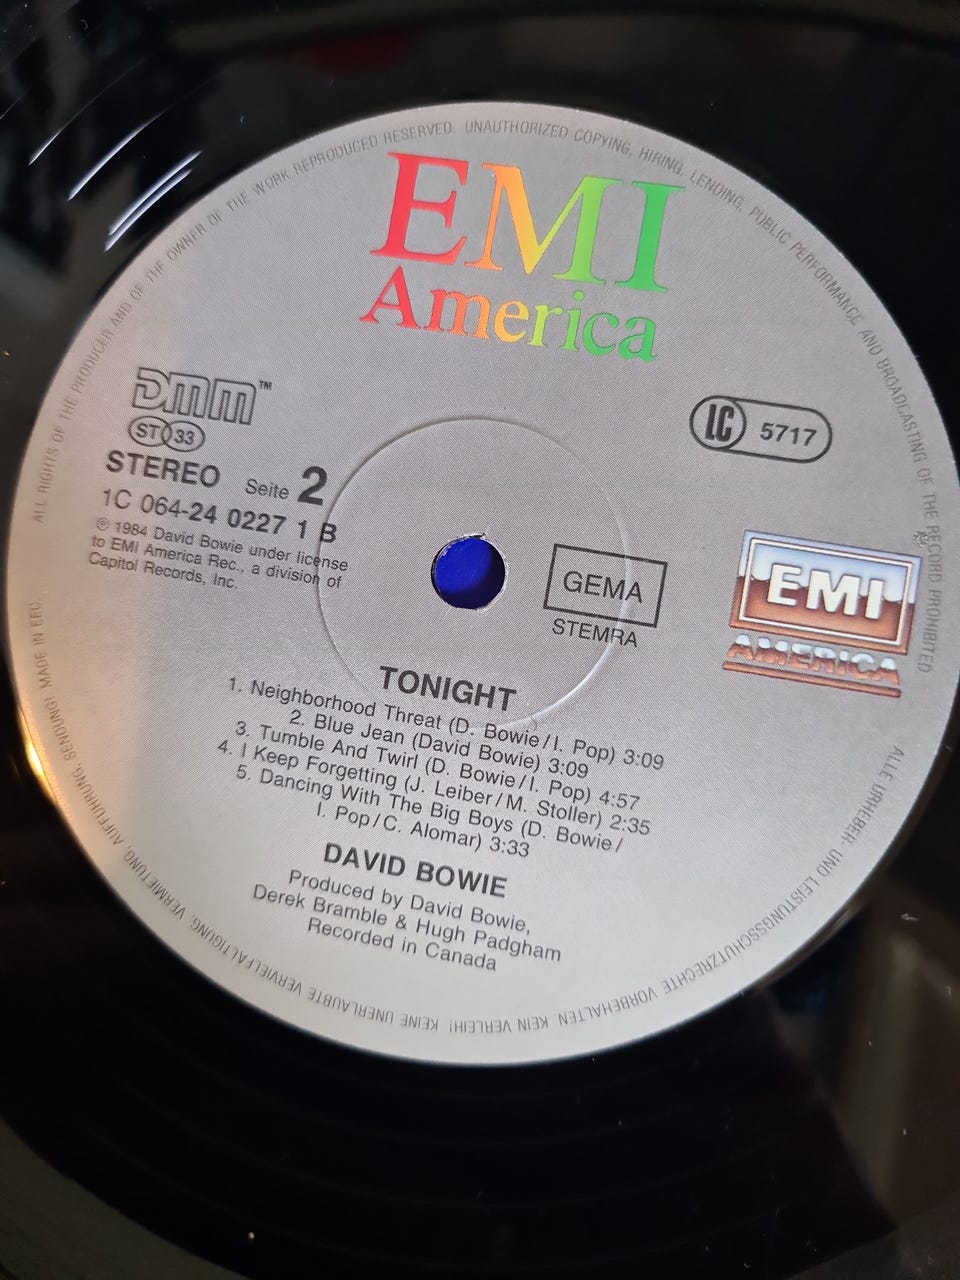 ALL RIGHTS OF THE PRODUCER AND OF THE OWNER OF THE WORK REPRODUCED RESERVED. UNAUTHORIZED COPYING, HIRING, LENDING, PUBLIC PERFORMANCE AND BROADCASTING OF THE RECORD PROHIBITED
EMI
America
DMM™
ST 33
STEREO Seite 2
1C 064-24 0227 1 B
℗ 1984 David Bowie under license
to EMI America Rec., a division of
Capitol Records, Inc.
LC 5717
GEMA
STEMRA
EMI
AMERICA
TONIGHT
1. Neighborhood Threat (D. Bowie/I. Pop) 3:09
2. Blue Jean (David Bowie) 3:09
3. Tumble And Twirl (D. Bowie/I. Pop) 4:57
4. I Keep Forgetting (J. Leiber/M. Stoller) 2:35
5. Dancing With The Big Boys (D. Bowie/
I. Pop/C. Alomar) 3:33
DAVID BOWIE
Produced by David Bowie,
Derek Bramble & Hugh Padgham
Recorded in Canada
ALLE URHEBER- UND LEISTUNGSSCHUTZRECHTE VORBEHALTEN. KEIN VERLEIH! KEINE UNERLAUBTE VERVIELFÄLTIGUNG, VERMIETUNG, AUFFÜHRUNG, SENDUNG! MADE IN EEC.